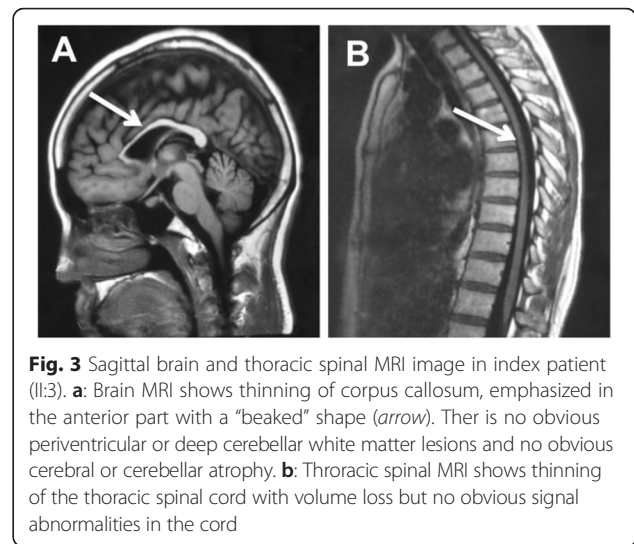 A
B
Fig. 3 Sagittal brain and thoracic spinal MRI image in index patient
(II:3). a: Brain MRI shows thinning of corpus callosum, emphasized in
the anterior part with a "beaked" shape (arrow). Ther is no obvious
periventricular or deep cerebellar white matter lesions and no obvious
cerebral or cerebellar atrophy. b: Throracic spinal MRI shows thinning
of the thoracic spinal cord with volume loss but no obvious signal
abnormalities in the cord